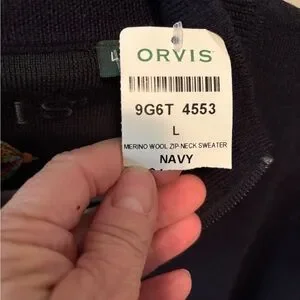 ORVIS
9G6T 4553
L
MERINO WOOL ZIP-NECK SWEATER
NAVY